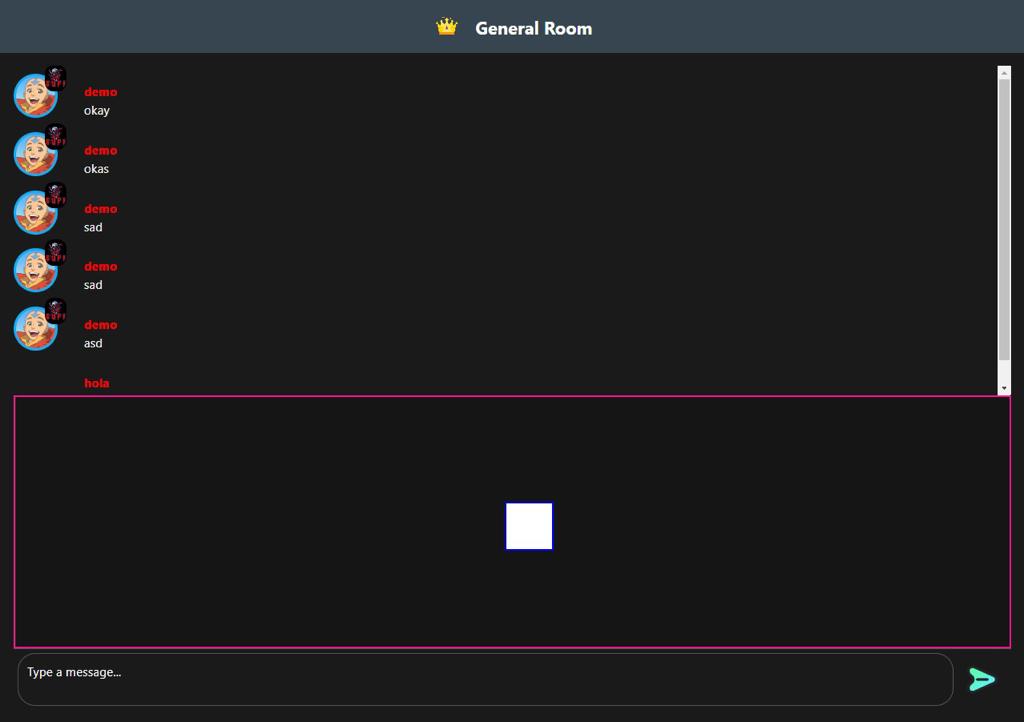 General Room
demo
okay
demo
okas
demo
sad
demo
sad
demo
asd
hola
Type a message...